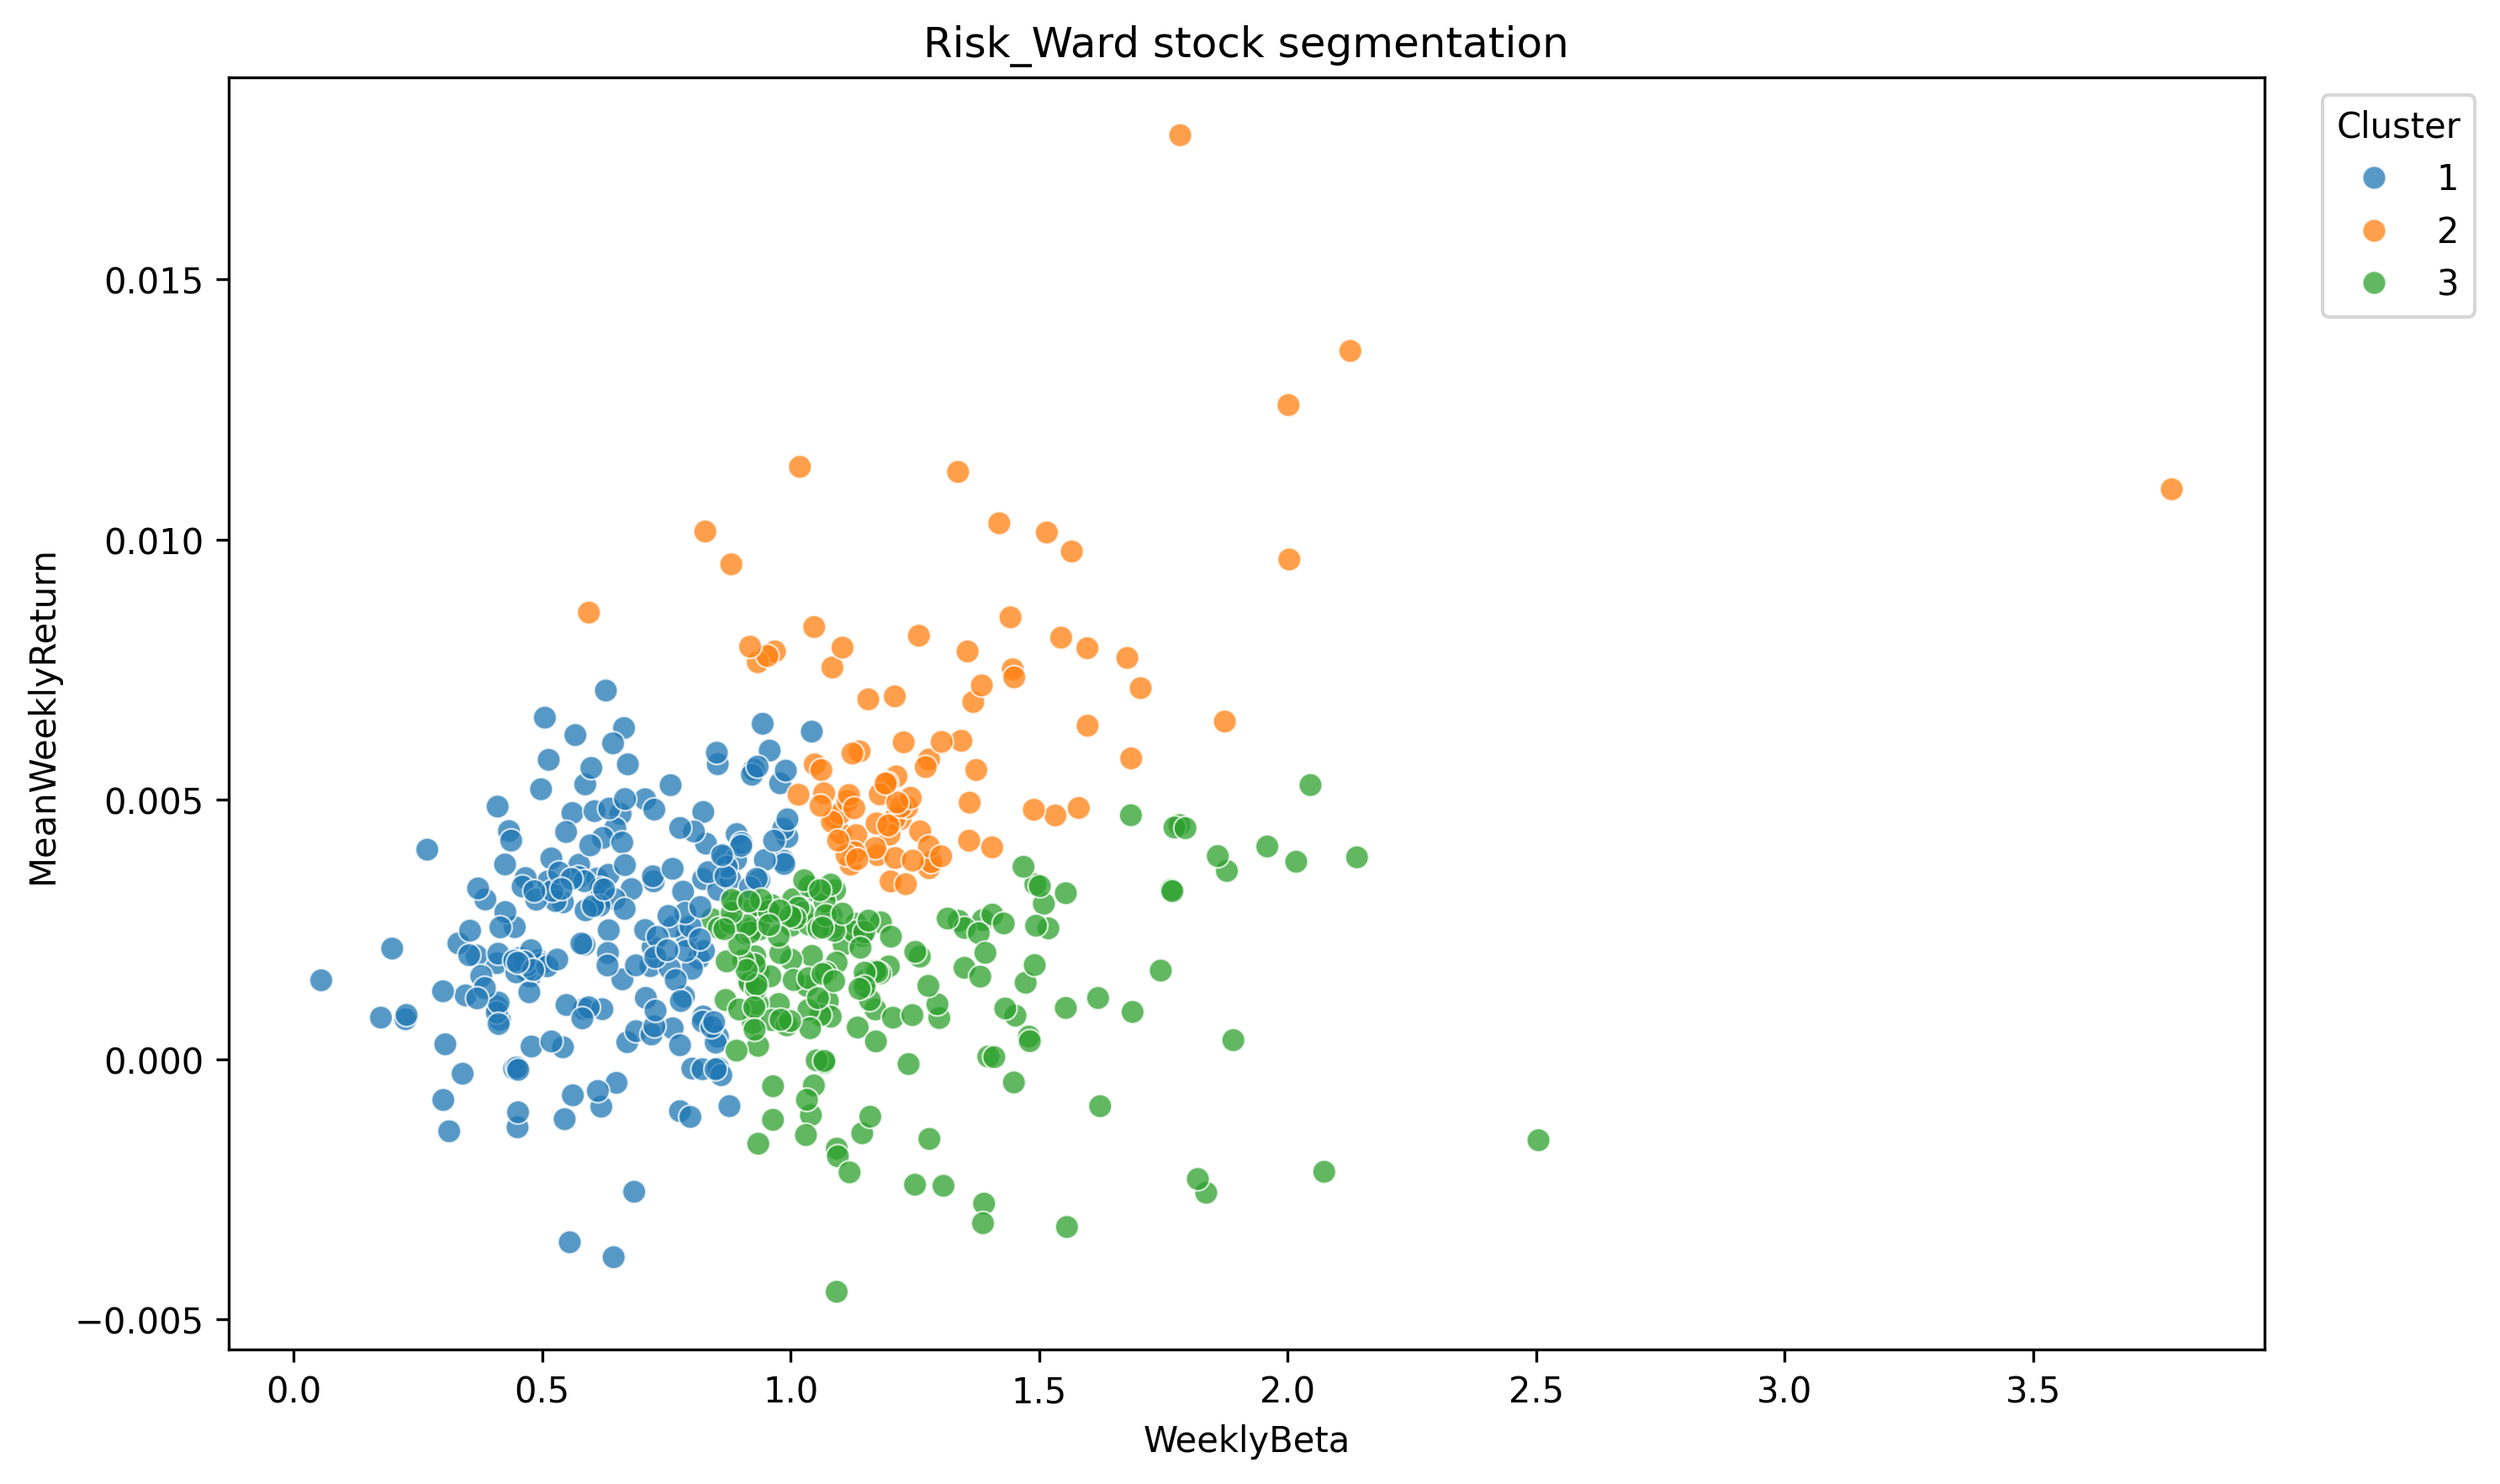 Risk_Ward stock segmentation
Cluster
1
2
3
MeanWeeklyReturn
0.015
0.010
0.005
0.000
−0.005
0.0 0.5 1.0 1.5 2.0 2.5 3.0 3.5
WeeklyBeta